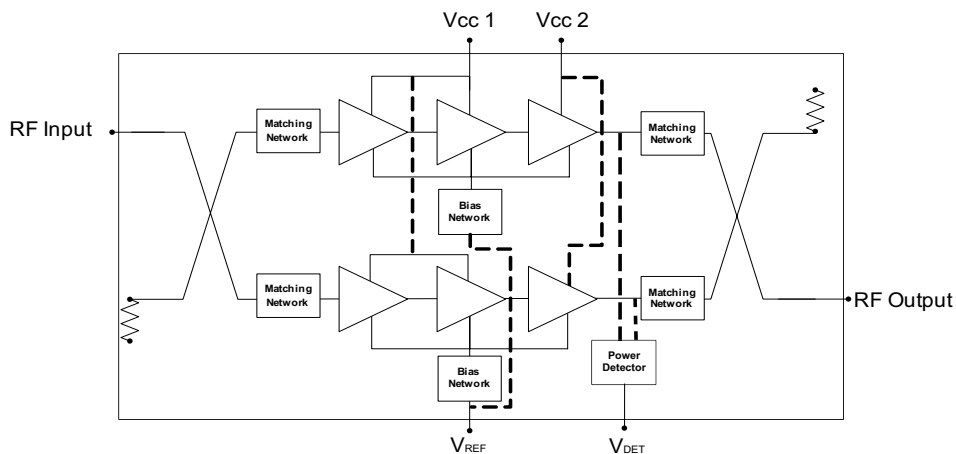 Vcc 1
Vcc 2
RF Input
Matching
Network
Matching
Network
Bias
Network
Matching
Network
Matching
Network
RF Output
Power
Detector
Bias
Network
VREF
VDET